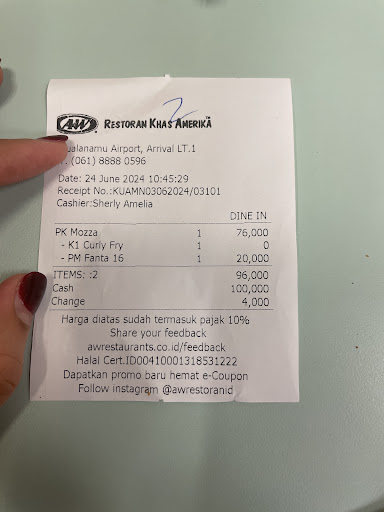 2
A&W RESTORAN KHAS AMERIKA
ualanamu Airport, Arrival LT.1
(061) 8888 0596
Date: 24 June 2024 10:45:29
Receipt No.:KUAMN03062024/03101
Cashier:Sherly Amelia
DINE IN
PK Mozza 1 76,000
- K1 Curly Fry 1 0
- PM Fanta 16 1 20,000
ITEMS: :2 96,000
Cash 100,000
Change 4,000
Harga diatas sudah termasuk pajak 10%
Share your feedback
awrestaurants.co.id/feedback
Halal Cert.ID00410001318531222
Dapatkan promo baru hemat e-Coupon
Follow instagram @awrestoranid